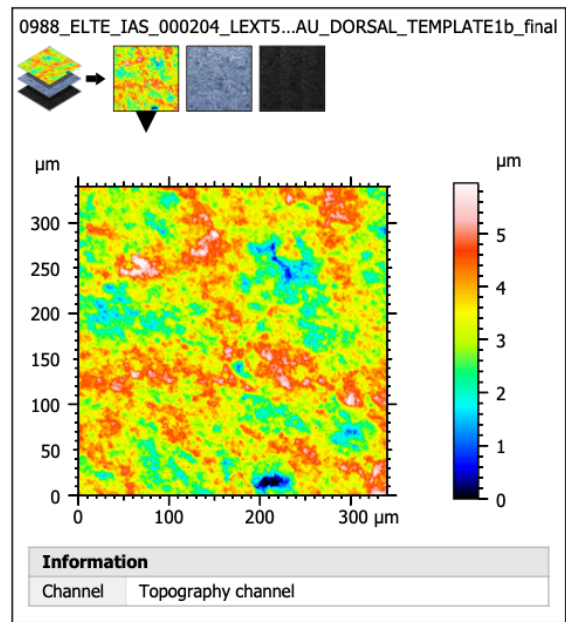 0988_ELTE_IAS_000204_LEXT5...AU_DORSAL_TEMPLATE1b_final
µm
µm
300
250
200
150
100
50
0
0 100 200 300 µm
5
4
3
2
1
0
Information
Channel Topography channel